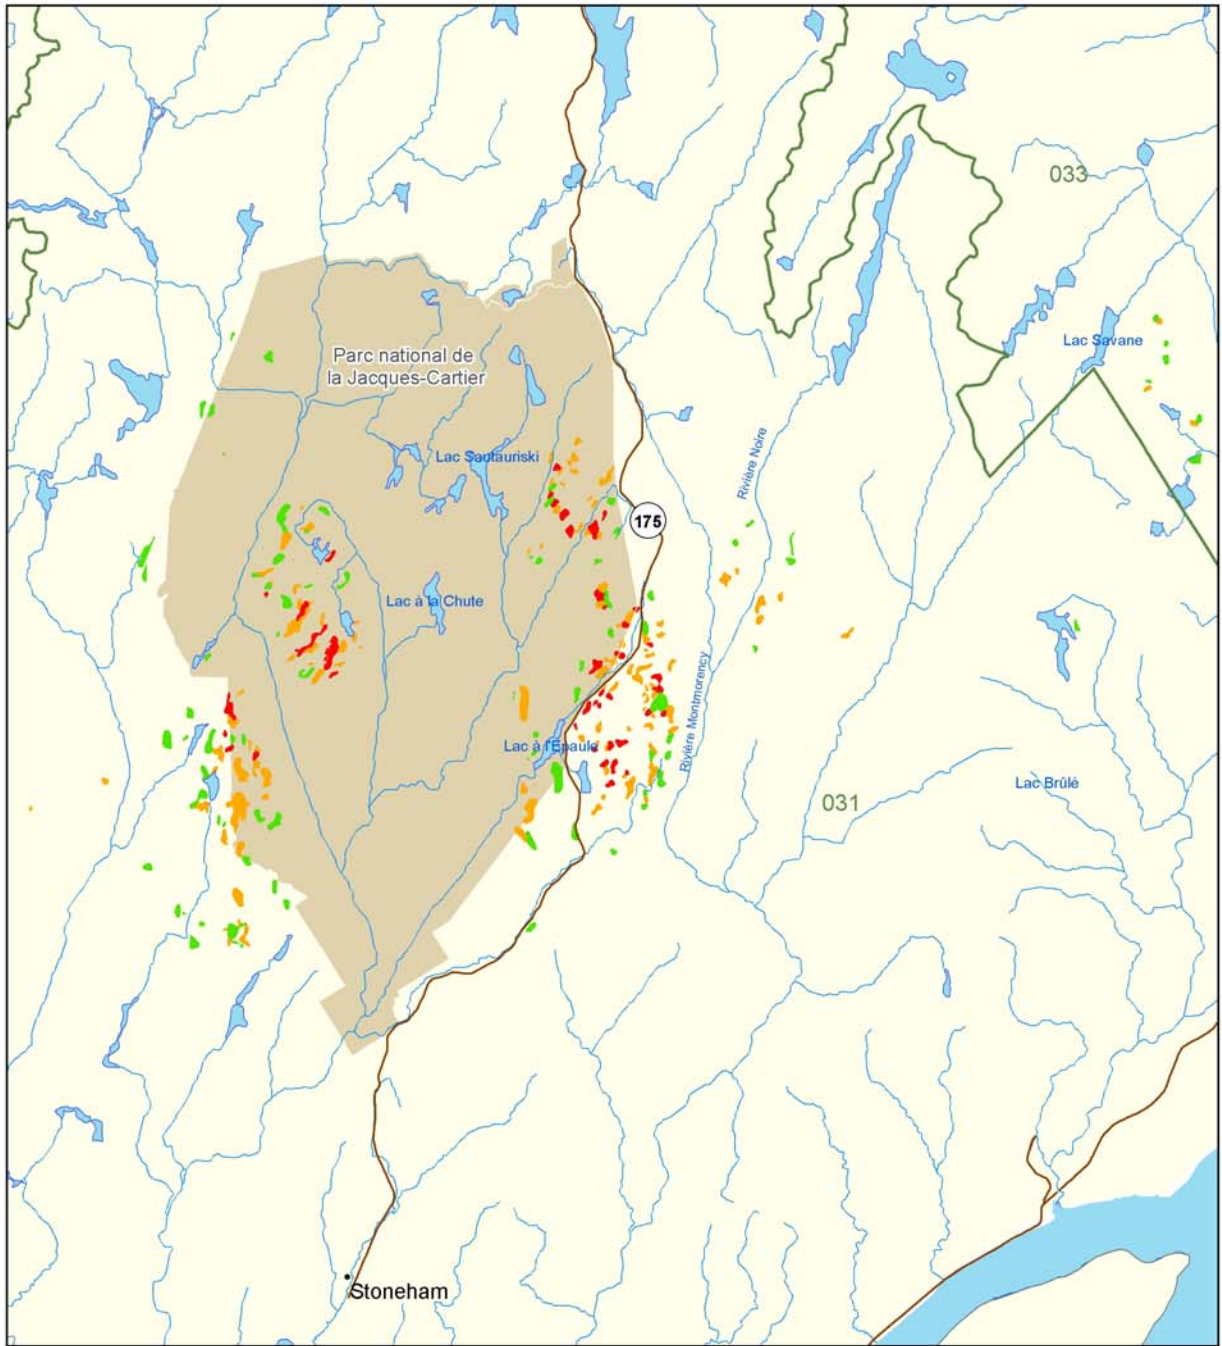 033
Lac Savane
Parc national de
la Jacques-Cartier
Lac Sautauriski
Rivière Noire
175
Lac à la Chute
Rivière Montmorency
Lac à l'Épaule
Lac Brûlé
031
Stoneham